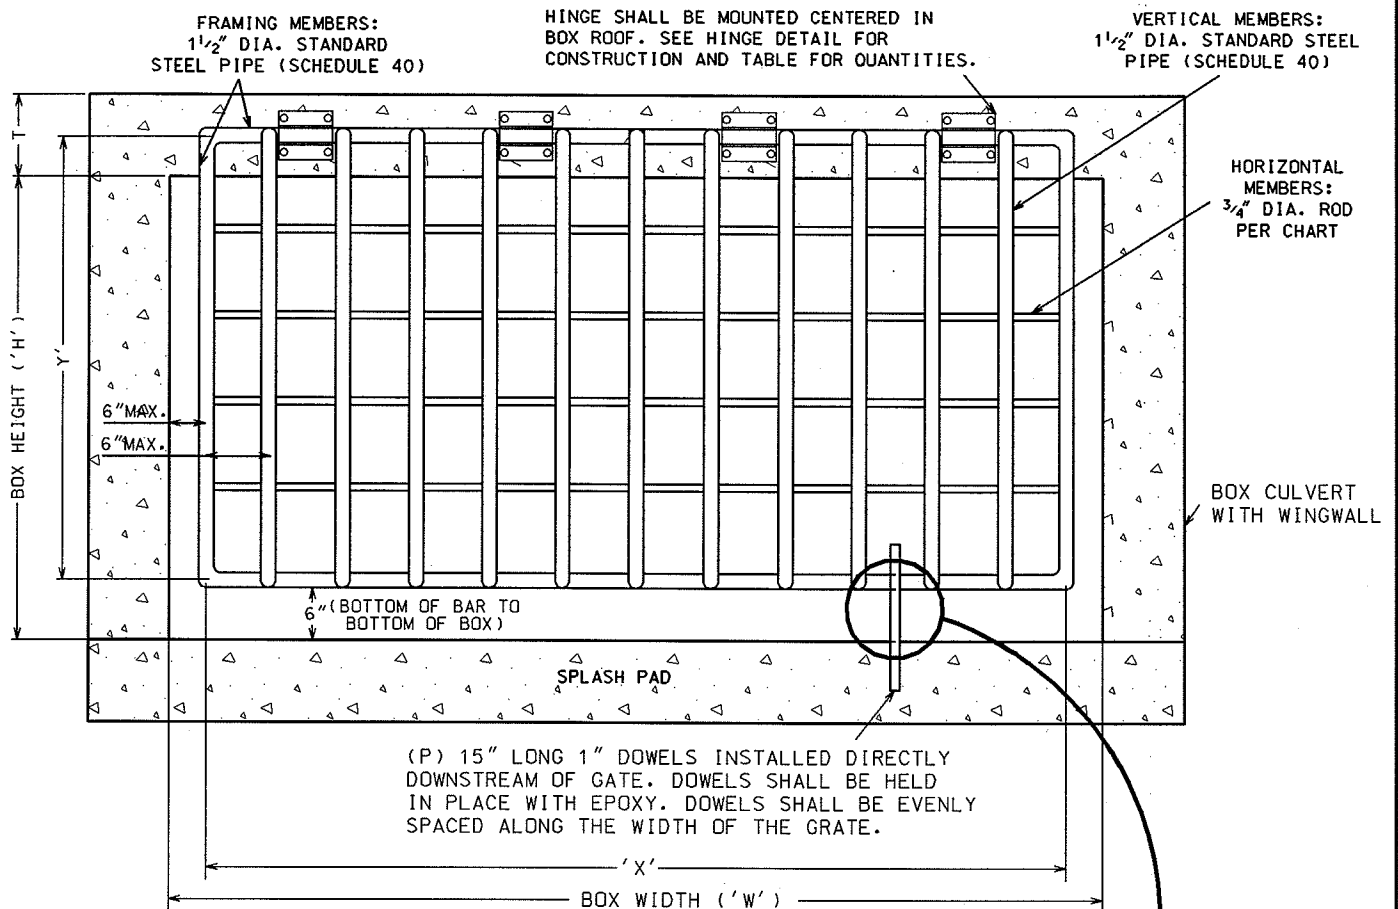 FRAMING MEMBERS:
1 1/2" DIA. STANDARD
STEEL PIPE (SCHEDULE 40)
HINGE SHALL BE MOUNTED CENTERED IN
BOX ROOF. SEE HINGE DETAIL FOR
CONSTRUCTION AND TABLE FOR QUANTITIES.
VERTICAL MEMBERS:
1 1/2" DIA. STANDARD STEEL
PIPE (SCHEDULE 40)
T
HORIZONTAL
MEMBERS:
3/4" DIA. ROD
PER CHART
BOX HEIGHT ('H')
Y'
6" MAX.
6" MAX.
BOX CULVERT
WITH WINGWALL
6" (BOTTOM OF BAR TO
BOTTOM OF BOX)
SPLASH PAD
(P) 15" LONG 1" DOWELS INSTALLED DIRECTLY
DOWNSTREAM OF GATE. DOWELS SHALL BE HELD
IN PLACE WITH EPOXY. DOWELS SHALL BE EVENLY
SPACED ALONG THE WIDTH OF THE GRATE.
'X'
BOX WIDTH ('W')